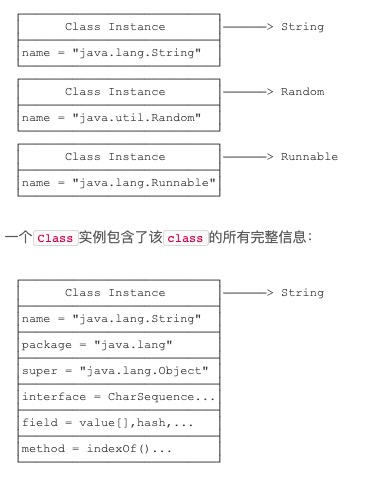 Class Instance ——> String
name = "java.lang.String"
Class Instance ——> Random
name = "java.util.Random"
Class Instance ——> Runnable
name = "java.lang.Runnable"
一个Class实例包含了该class的所有完整信息:
Class Instance ——> String
name = "java.lang.String"
package = "java.lang"
super = "java.lang.Object"
interface = CharSequence...
field = value[],hash,...
method = indexOf()...